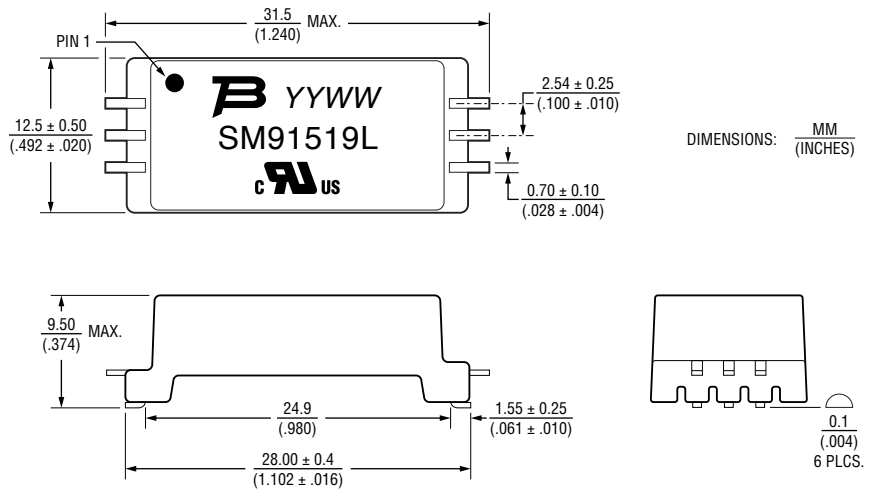 31.5
(1.240)
MAX.
PIN 1
B YYWW
SM91519L
C RU US
12.5 ± 0.50
(.492 ± .020)
2.54 ± 0.25
(.100 ± .010)
0.70 ± 0.10
(.028 ± .004)
DIMENSIONS: MM
(INCHES)
9.50
(.374)
MAX.
24.9
(.980)
1.55 ± 0.25
(.061 ± .010)
28.00 ± 0.4
(1.102 ± .016)
0.1
(.004)
6 PLCS.